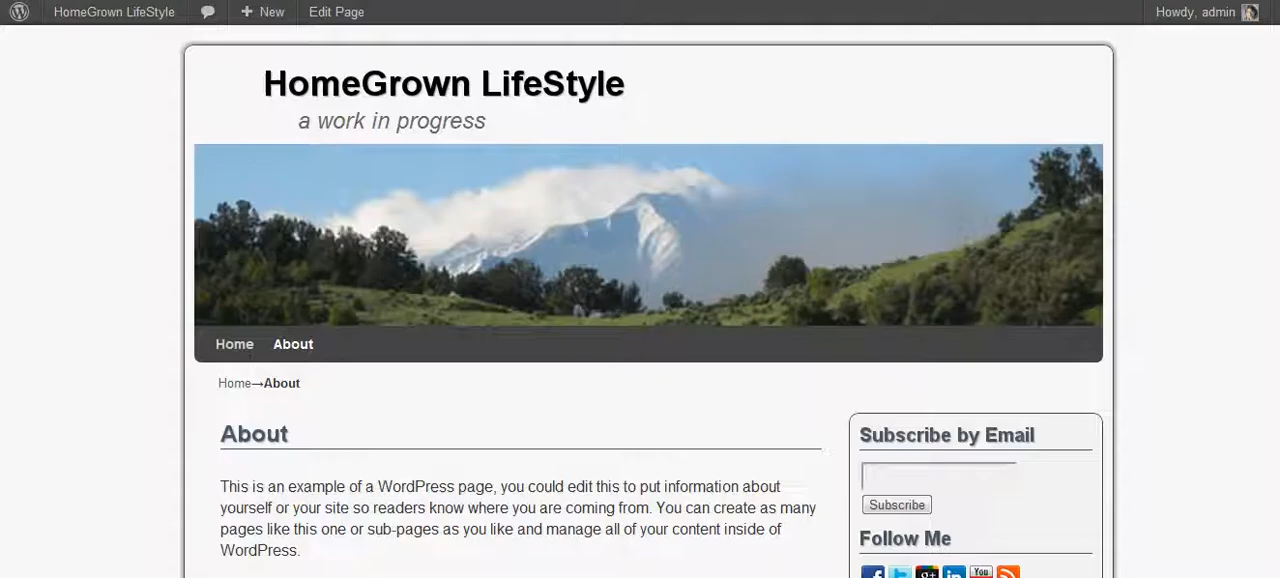 HomeGrown LifeStyle New Edit Page Howdy, admin
HomeGrown LifeStyle
a work in progress
Home About
Home→About
About
This is an example of a WordPress page, you could edit this to put information about
yourself or your site so readers know where you are coming from. You can create as many
pages like this one or sub-pages as you like and manage all of your content inside of
WordPress.
Subscribe by Email
Subscribe
Follow Me
You